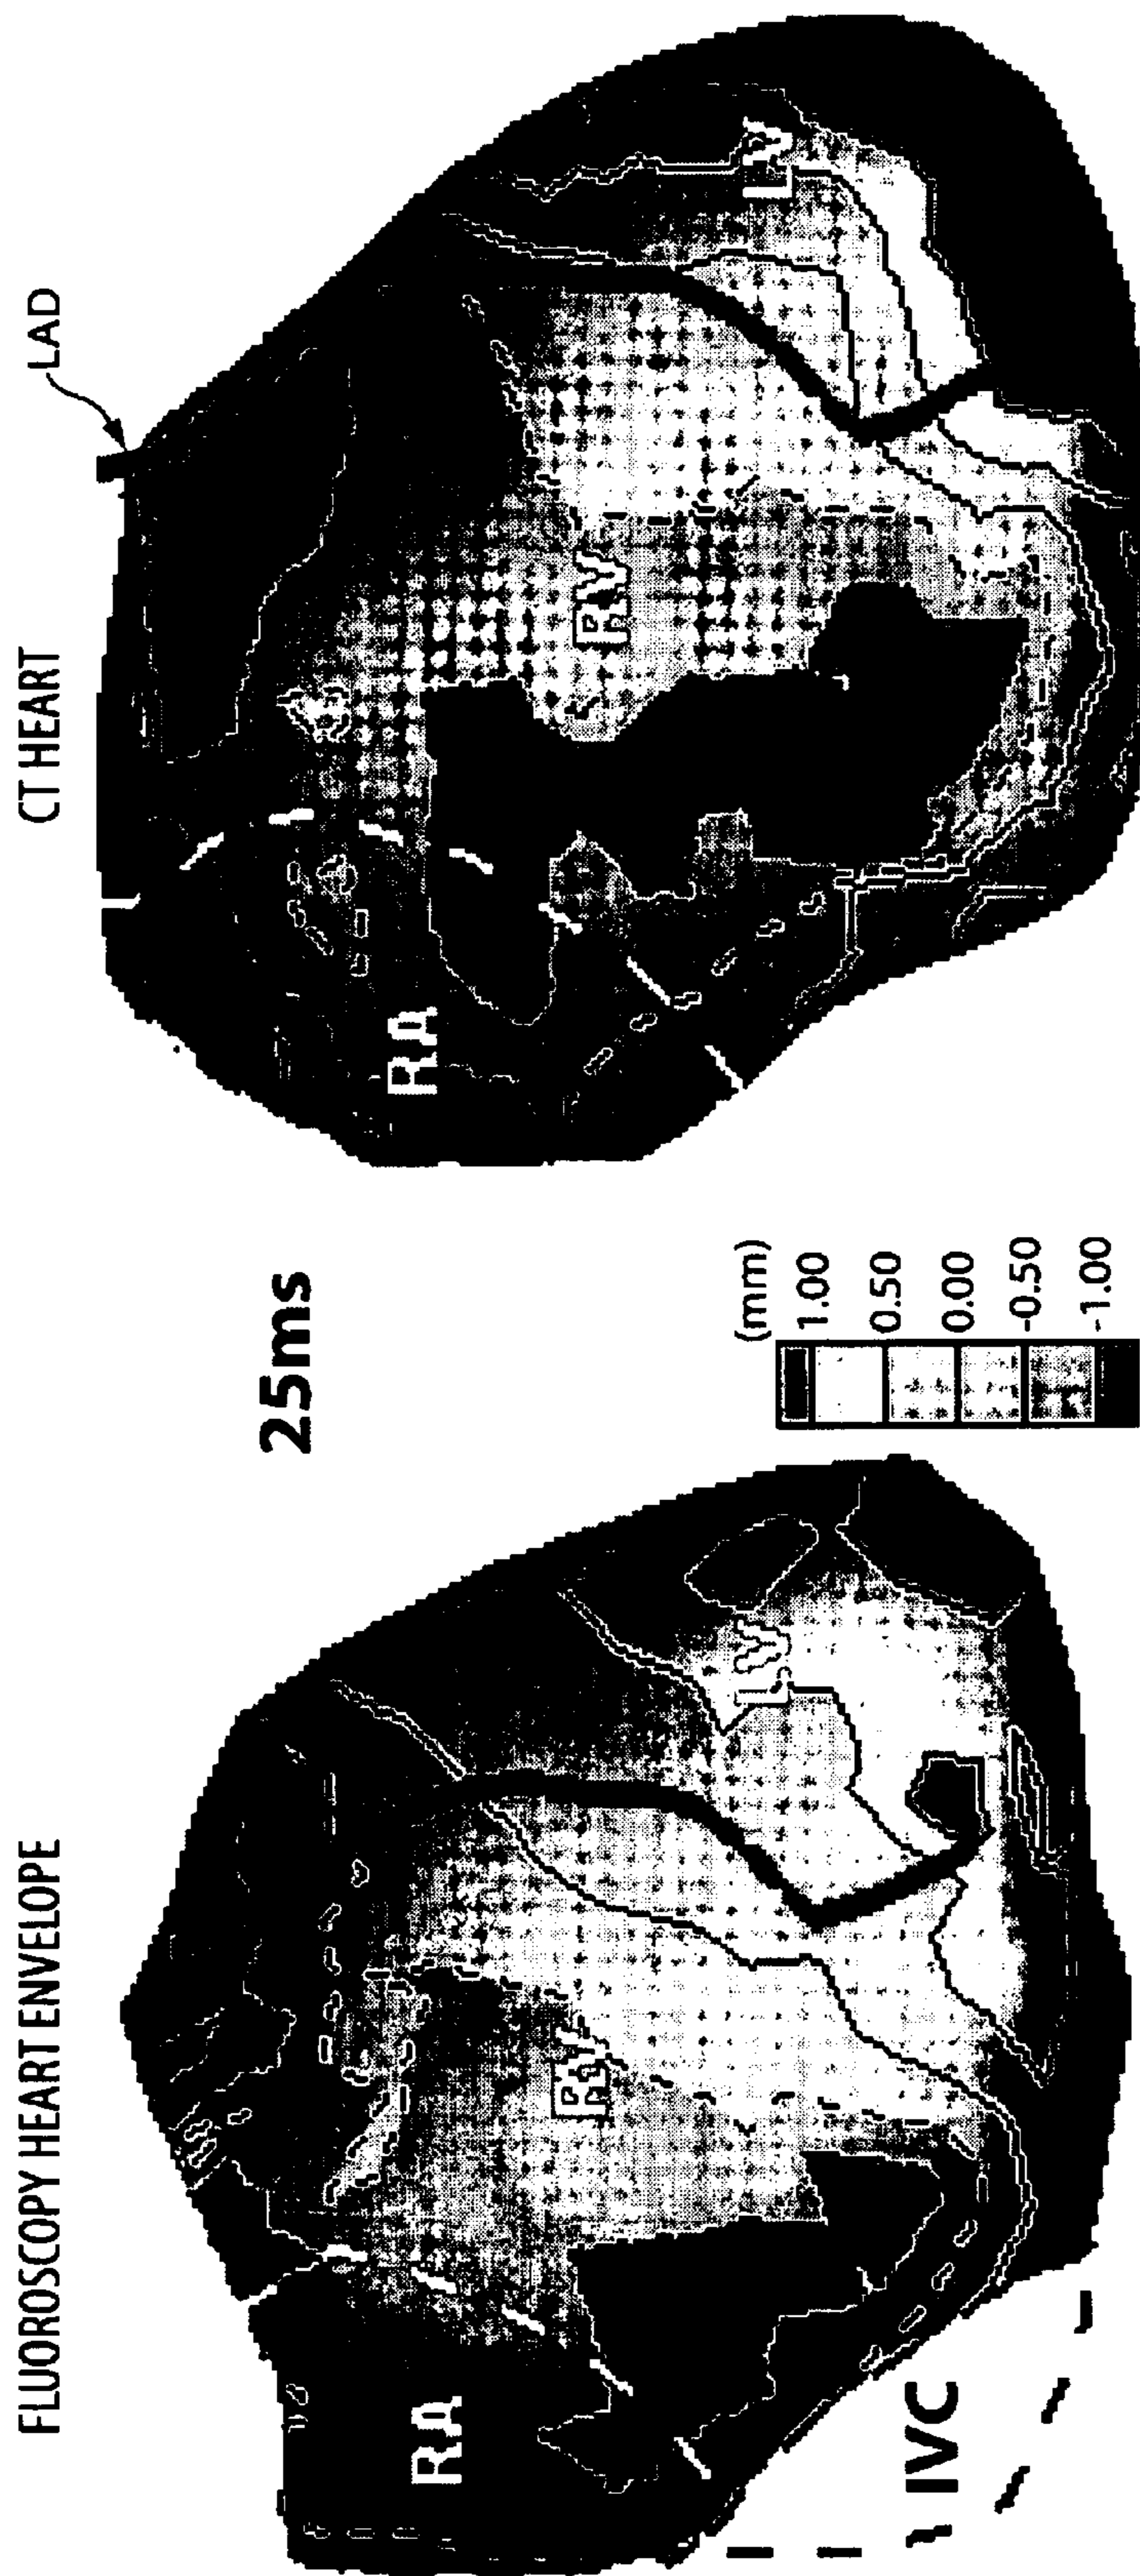 FLUOROSCOPY HEART ENVELOPE
CT HEART
LAD
25ms
RA
RV
LV
IVC
(mm)
1.00
0.50
0.00
-0.50
-1.00
RA
RV
LV